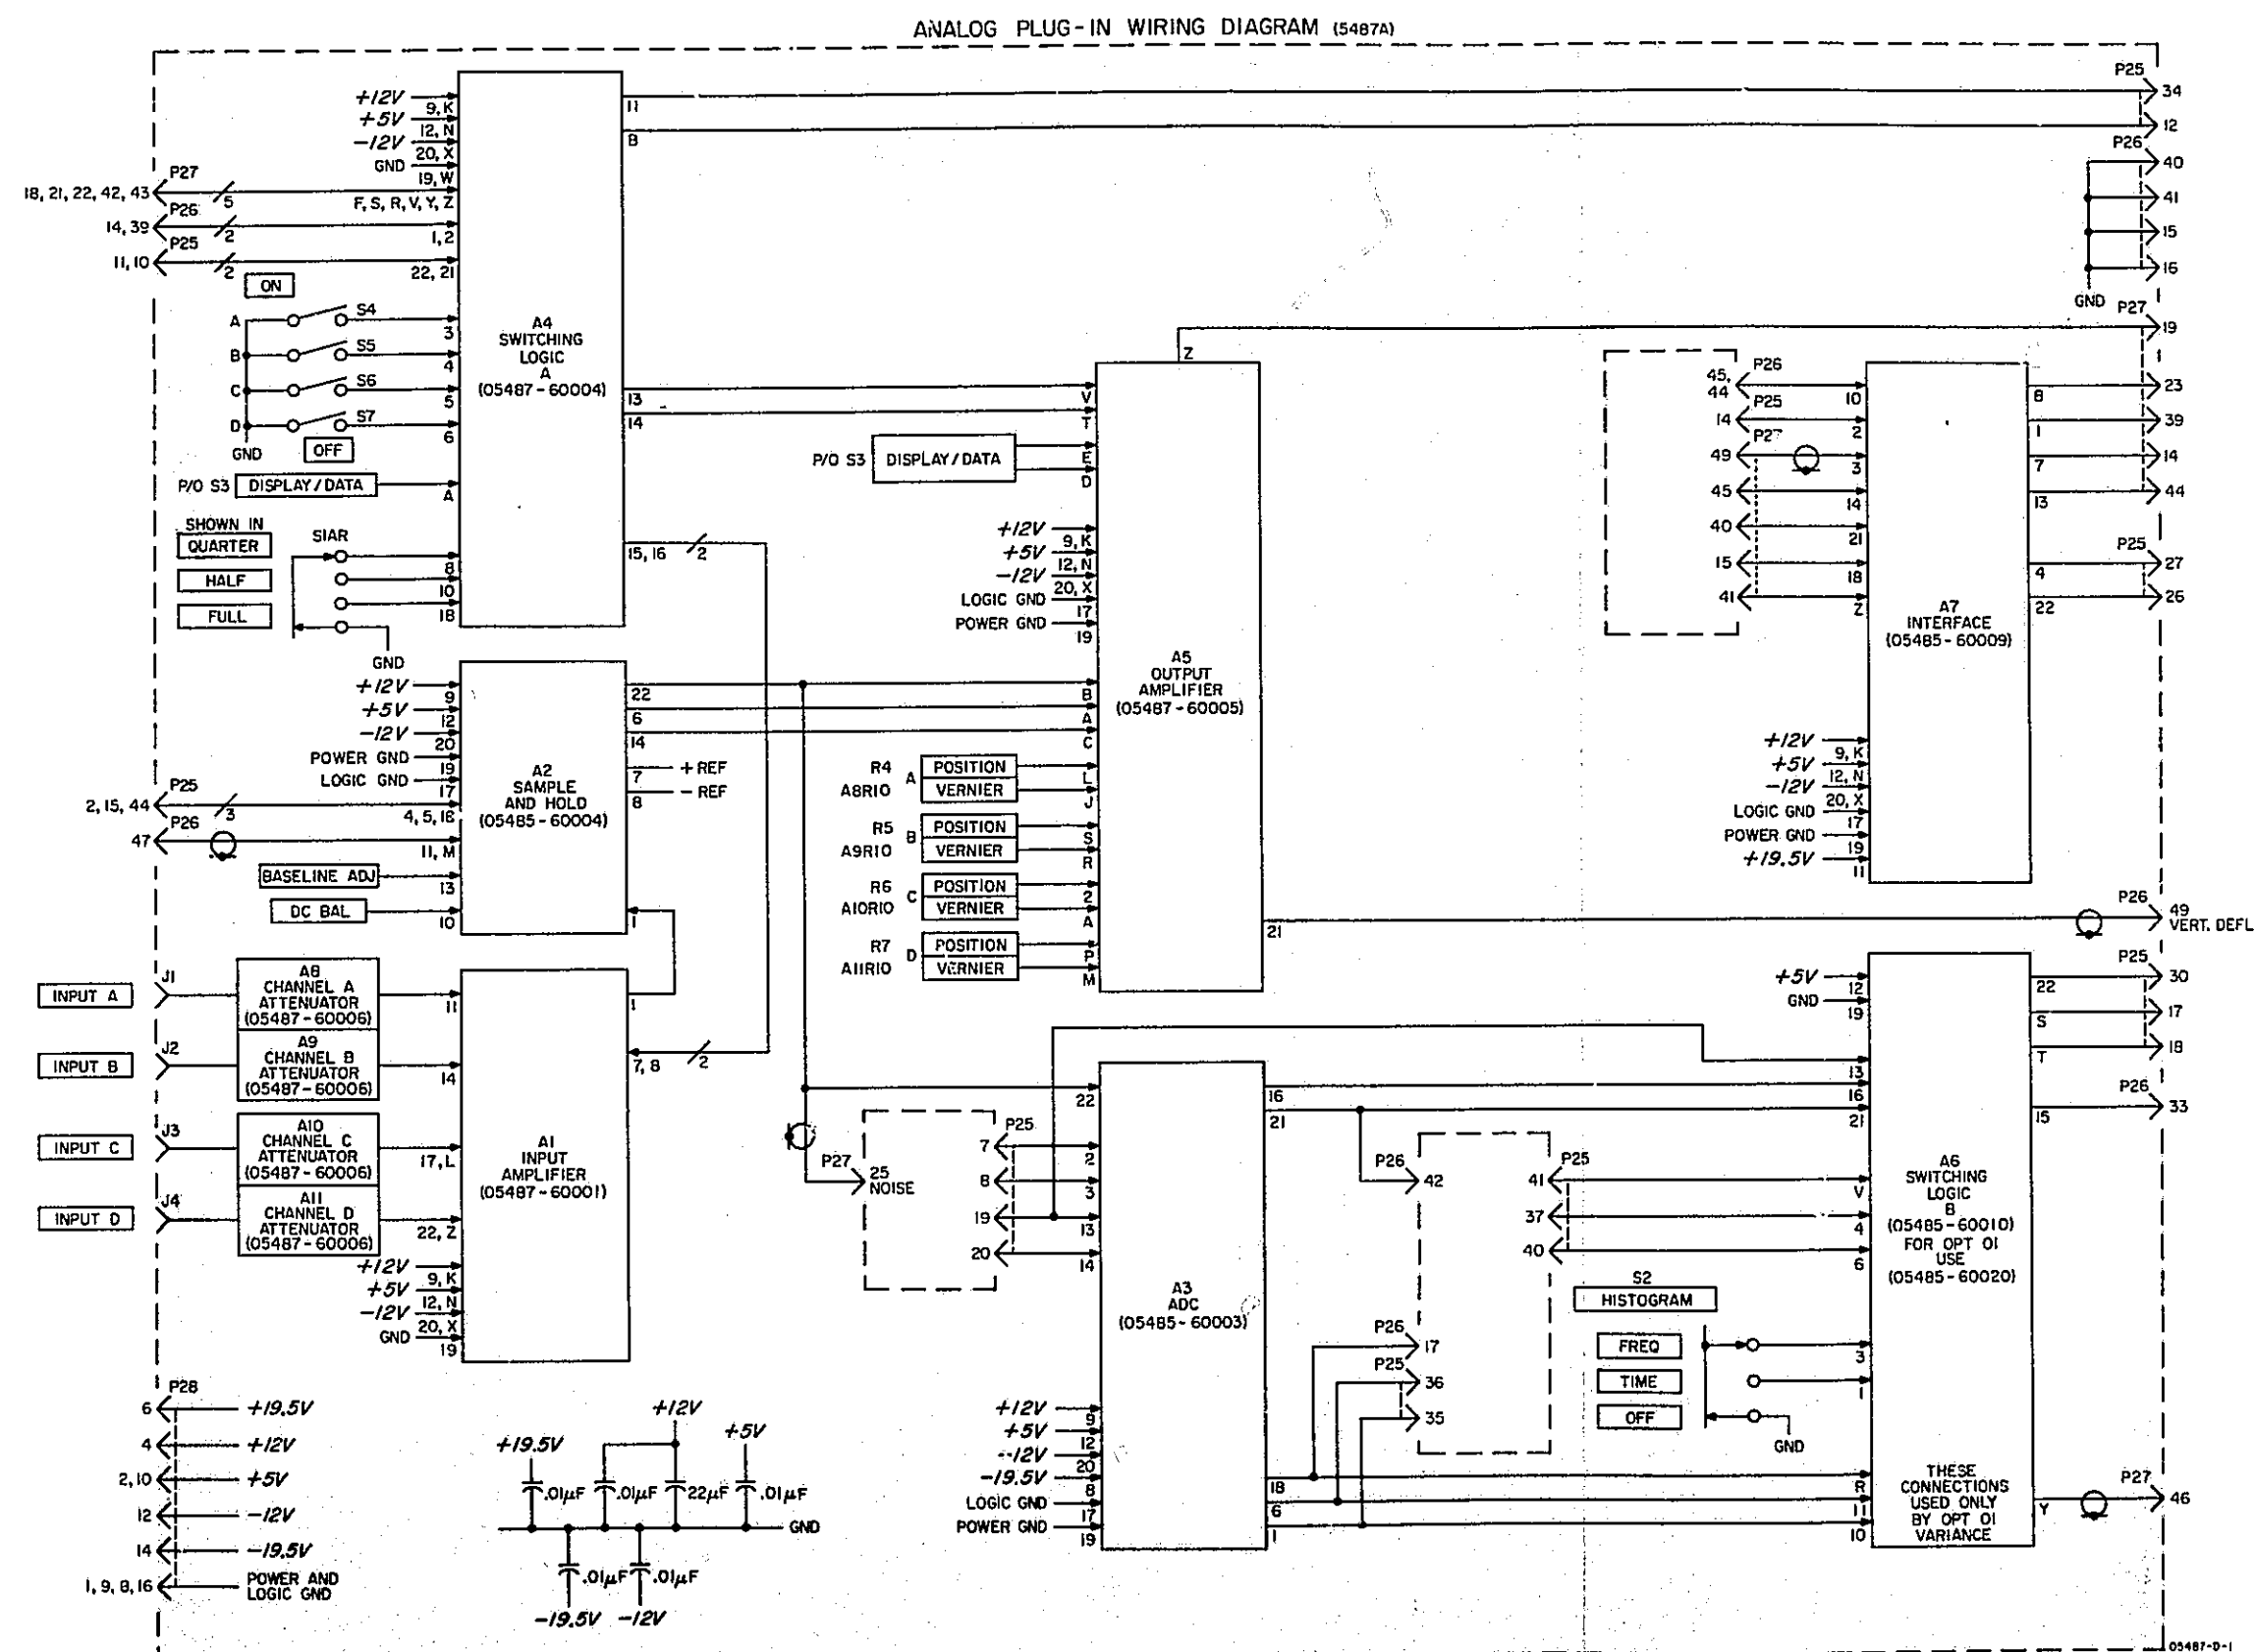 ANALOG PLUG-IN WIRING DIAGRAM (5487A)
+12V
9, K
+5V
12, N
-12V
20, X
GND
19, W
P27
18, 21, 22, 42, 43
5
F, S, R, V, Y, Z
P26
14, 39
2
1, 2
P25
11, 10
2
22, 21
ON
A
S4
3
B
S5
4
C
S6
5
D
S7
6
GND
OFF
P/O S3
DISPLAY/DATA
A
SHOWN IN
QUARTER
HALF
FULL
S1AR
8
10
18
GND
A4
SWITCHING
LOGIC
A
(05487-60004)
11
B
13
14
15, 16
2
+12V
9
+5V
12
-12V
20
POWER GND
19
LOGIC GND
17
P25
2, 15, 44
3
4, 5, 18
P26
47
11, M
BASELINE ADJ
13
DC BAL
10
A2
SAMPLE
AND HOLD
(05485-60004)
22
6
14
7
+ REF
8
- REF
1
INPUT A
J1
A8
CHANNEL A
ATTENUATOR
(05487-60006)
11
INPUT B
J2
A9
CHANNEL B
ATTENUATOR
(05487-60006)
14
INPUT C
J3
A10
CHANNEL C
ATTENUATOR
(05487-60006)
17, L
INPUT D
J4
A11
CHANNEL D
ATTENUATOR
(05487-60006)
22, Z
+12V
9, K
+5V
12, N
-12V
20, X
GND
19
A1
INPUT
AMPLIFIER
(05487-60001)
1
7, 8
2
P28
6
+19.5V
4
+12V
2, 10
+5V
12
-12V
14
-19.5V
1, 9, 8, 16
POWER AND
LOGIC GND
+19.5V
+12V
+5V
.01µF
.01µF
22µF
.01µF
GND
.01µF
.01µF
-19.5V
-12V
V
T
P/O S3
DISPLAY/DATA
E
D
+12V
9, K
+5V
12, N
-12V
20, X
LOGIC GND
17
POWER GND
19
B
A
C
R4
A8R10
A
POSITION
VERNIER
L
J
R5
A9R10
B
POSITION
VERNIER
S
R
R6
A10R10
C
POSITION
VERNIER
2
A
R7
A11R10
D
POSITION
VERNIER
P
M
Z
A5
OUTPUT
AMPLIFIER
(05487-60005)
21
P27
25
NOISE
P25
7
2
8
3
19
13
20
14
22
+12V
9
+5V
12
-12V
20
-19.5V
8
LOGIC GND
17
POWER GND
19
A3
ADC
(05485-60003)
16
21
18
6
1
P26
42
P26
17
P25
36
35
P25
41
37
40
45,
44
P26
10
14
P25
2
49
P27
3
45
14
40
21
15
18
41
Z
+12V
9, K
+5V
12, N
-12V
20, X
LOGIC GND
17
POWER GND
19
+19.5V
11
A7
INTERFACE
(05485-60009)
8
1
7
13
4
22
P25
34
12
P26
40
41
15
16
GND
P27
19
23
39
14
44
P25
27
26
P26
49
VERT. DEFL
+5V
12
GND
19
13
16
21
V
4
6
S2
HISTOGRAM
FREQ
3
TIME
1
OFF
GND
R
11
10
A6
SWITCHING
LOGIC
B
(05485-60010)
FOR OPT 01
USE
(05485-60020)
THESE
CONNECTIONS
USED ONLY
BY OPT 01
VARIANCE
22
S
T
15
Y
P25
30
17
18
P26
33
P27
46
05487-D-1